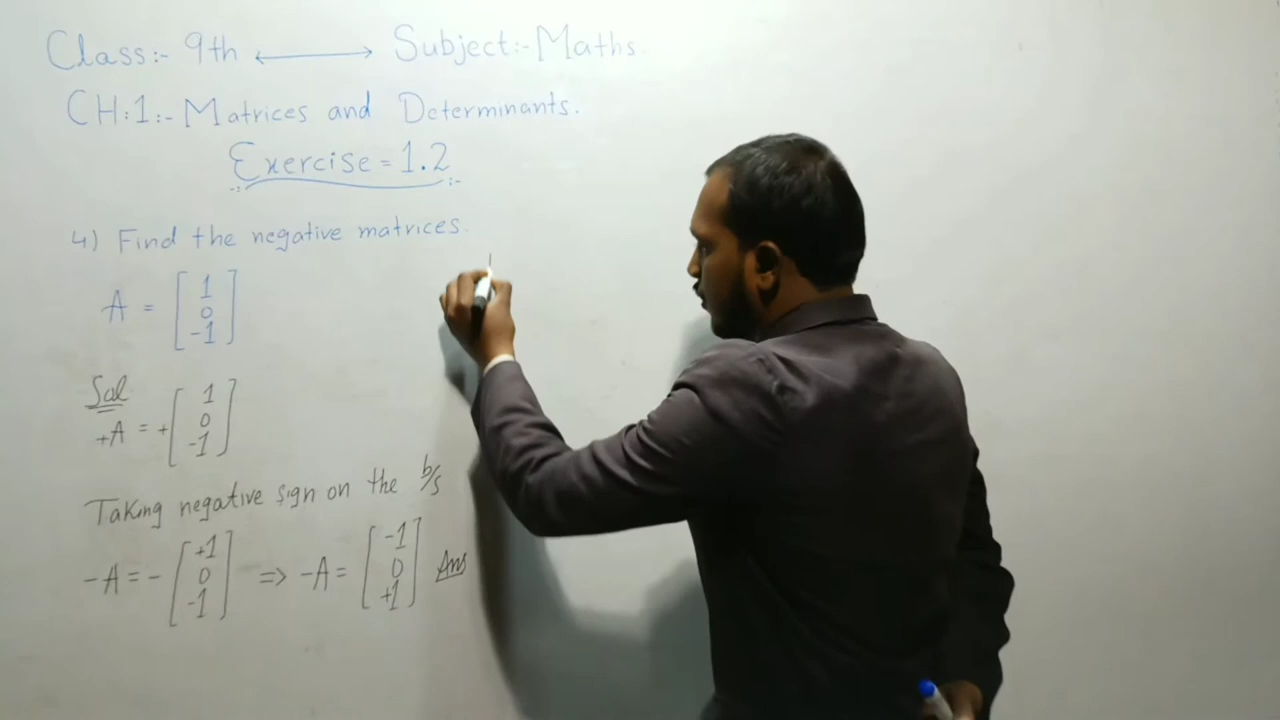 Class:- 9th ⟷ Subject:- Maths.
CH:1:- Matrices and Determinants.
Exercise = 1.2
4) Find the negative matrices.
A = [ 1
0
-1 ]
Sol
+A = + [ 1
0
-1 ]
Taking negative sign on the b/s
-A = - [ +1
0
-1 ] => -A = [ -1
0
+1 ] Ans